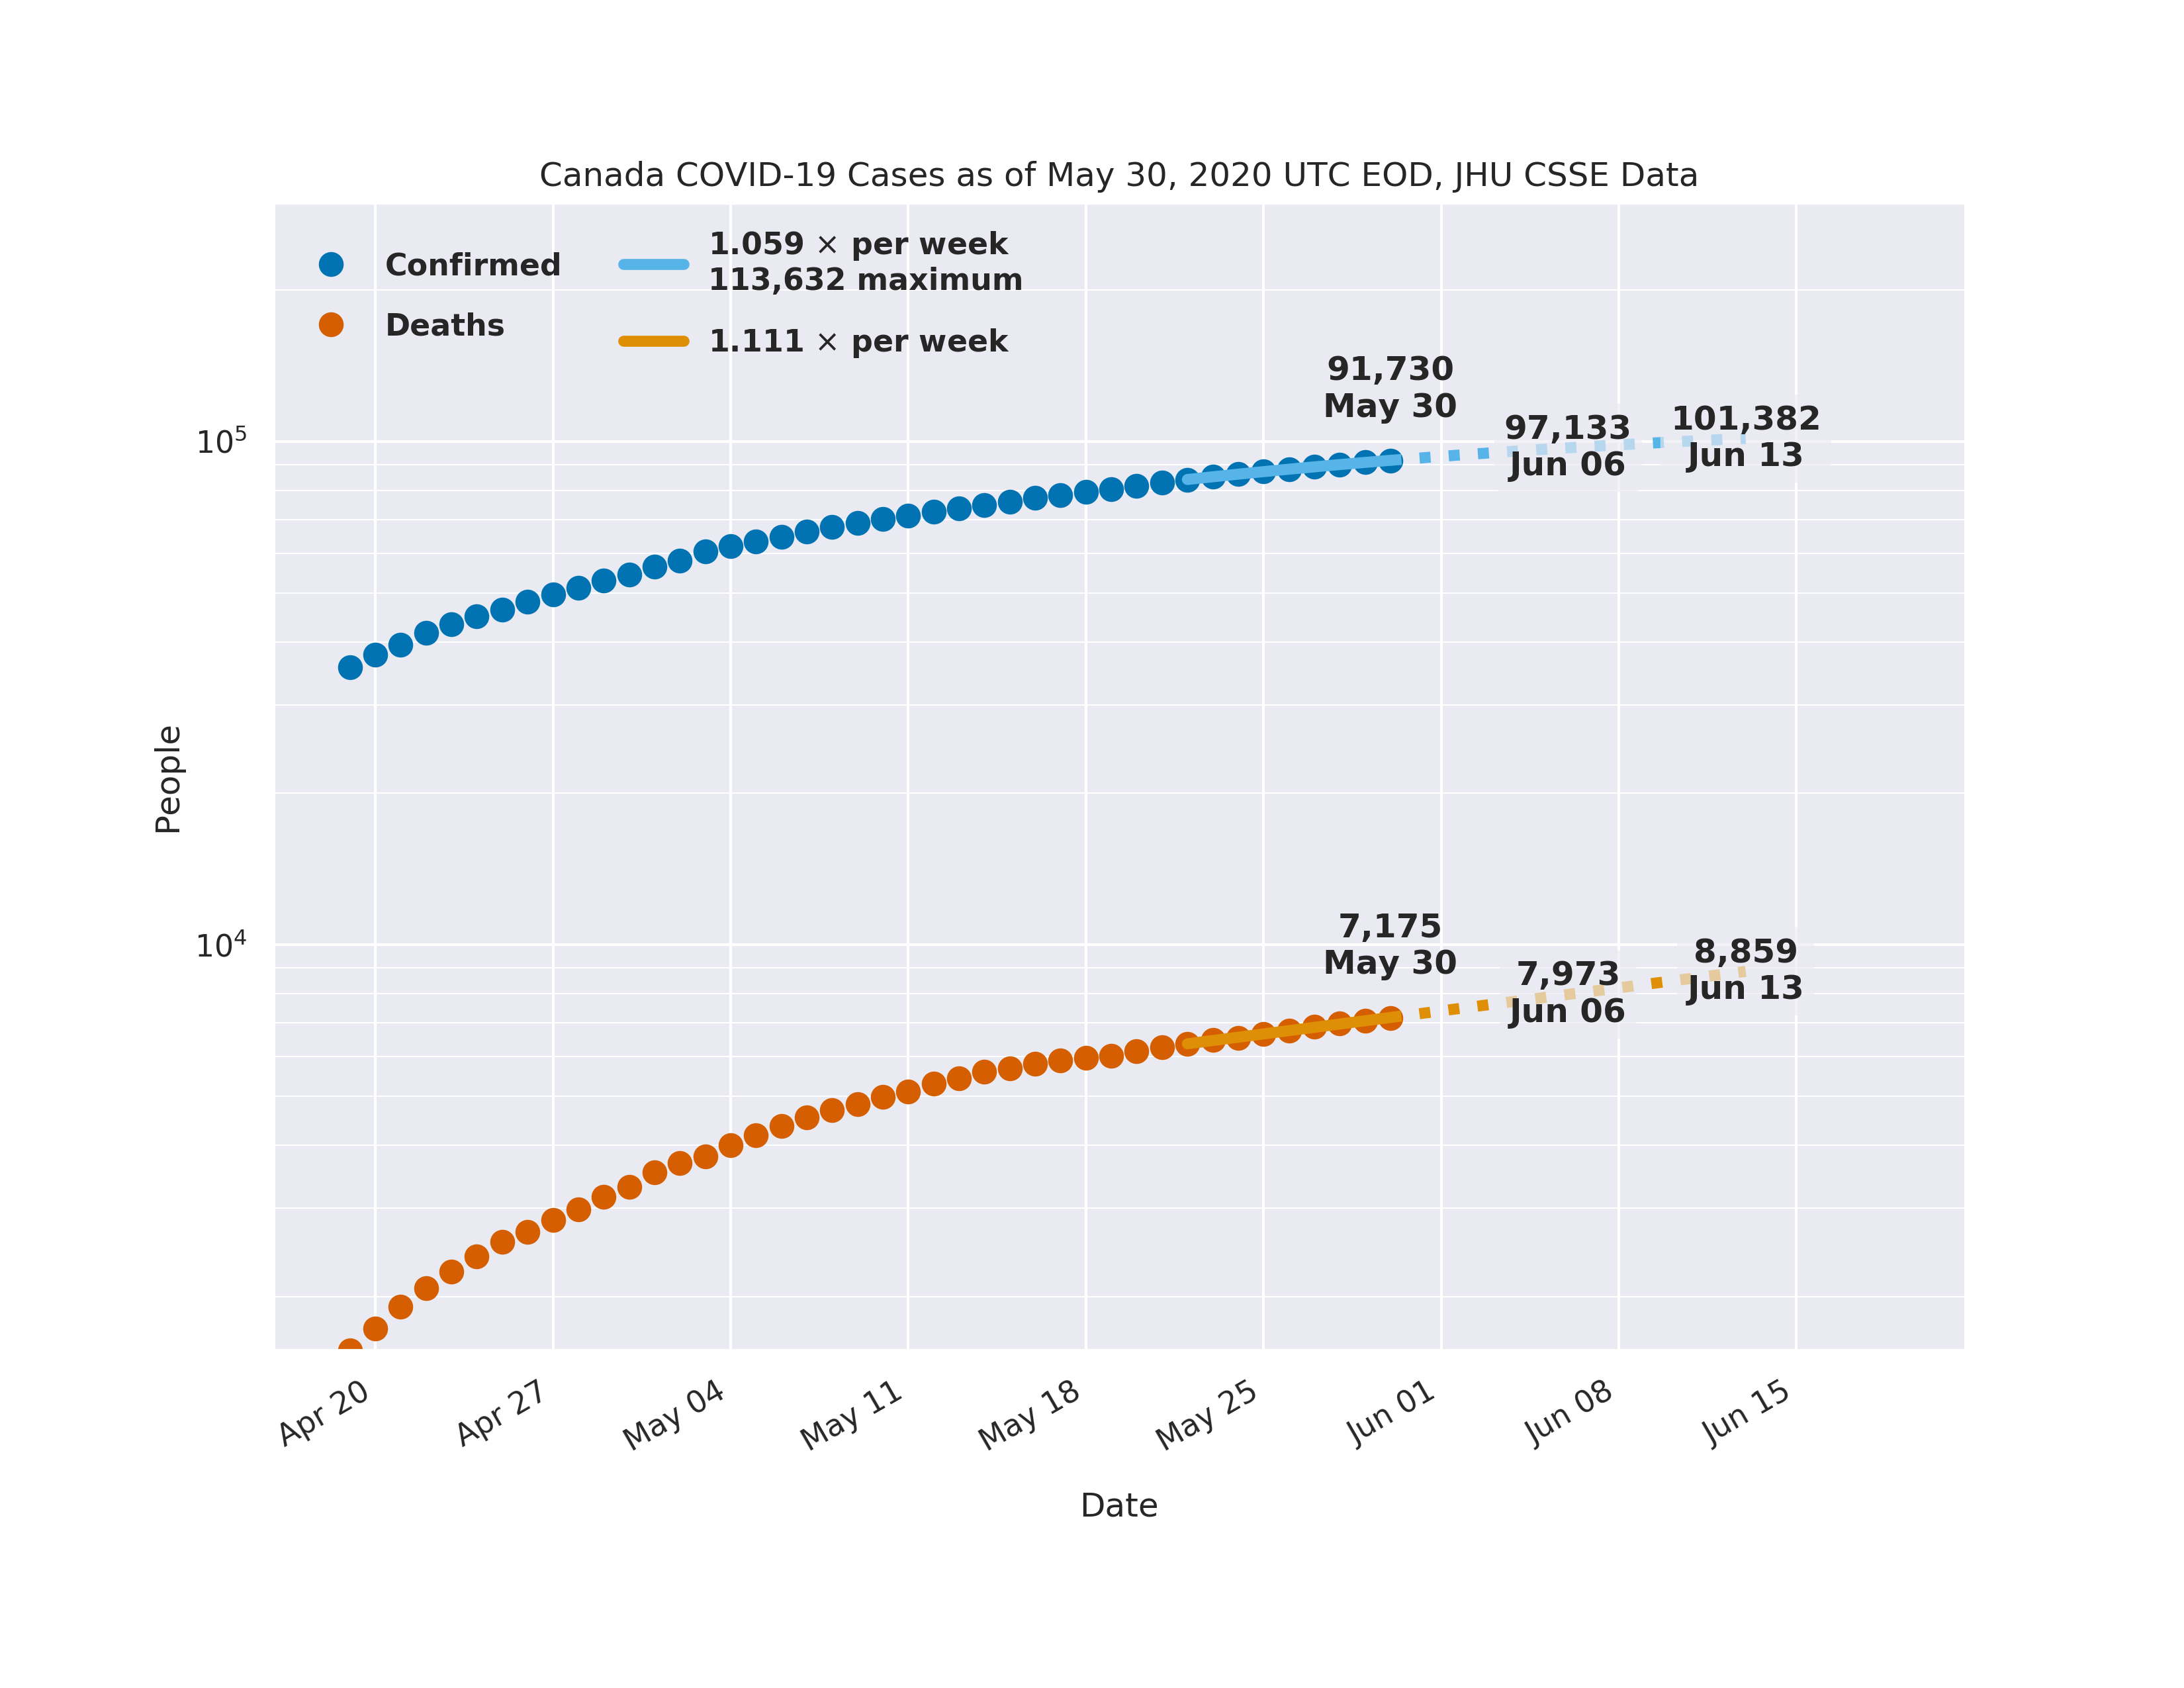 Canada COVID-19 Cases as of May 30, 2020 UTC EOD, JHU CSSE Data
Confirmed
Deaths
1.059 × per week
113,632 maximum
1.111 × per week
91,730
May 30
97,133
Jun 06
101,382
Jun 13
7,175
May 30
7,973
Jun 06
8,859
Jun 13
People
10⁵
10⁴
Apr 20
Apr 27
May 04
May 11
May 18
May 25
Jun 01
Jun 08
Jun 15
Date